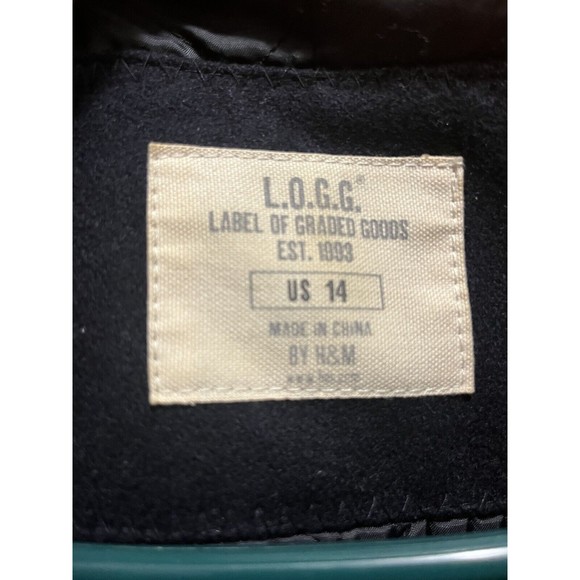 L.O.G.G.®
LABEL OF GRADED GOODS
EST. 1993
US 14
MADE IN CHINA
BY H&M